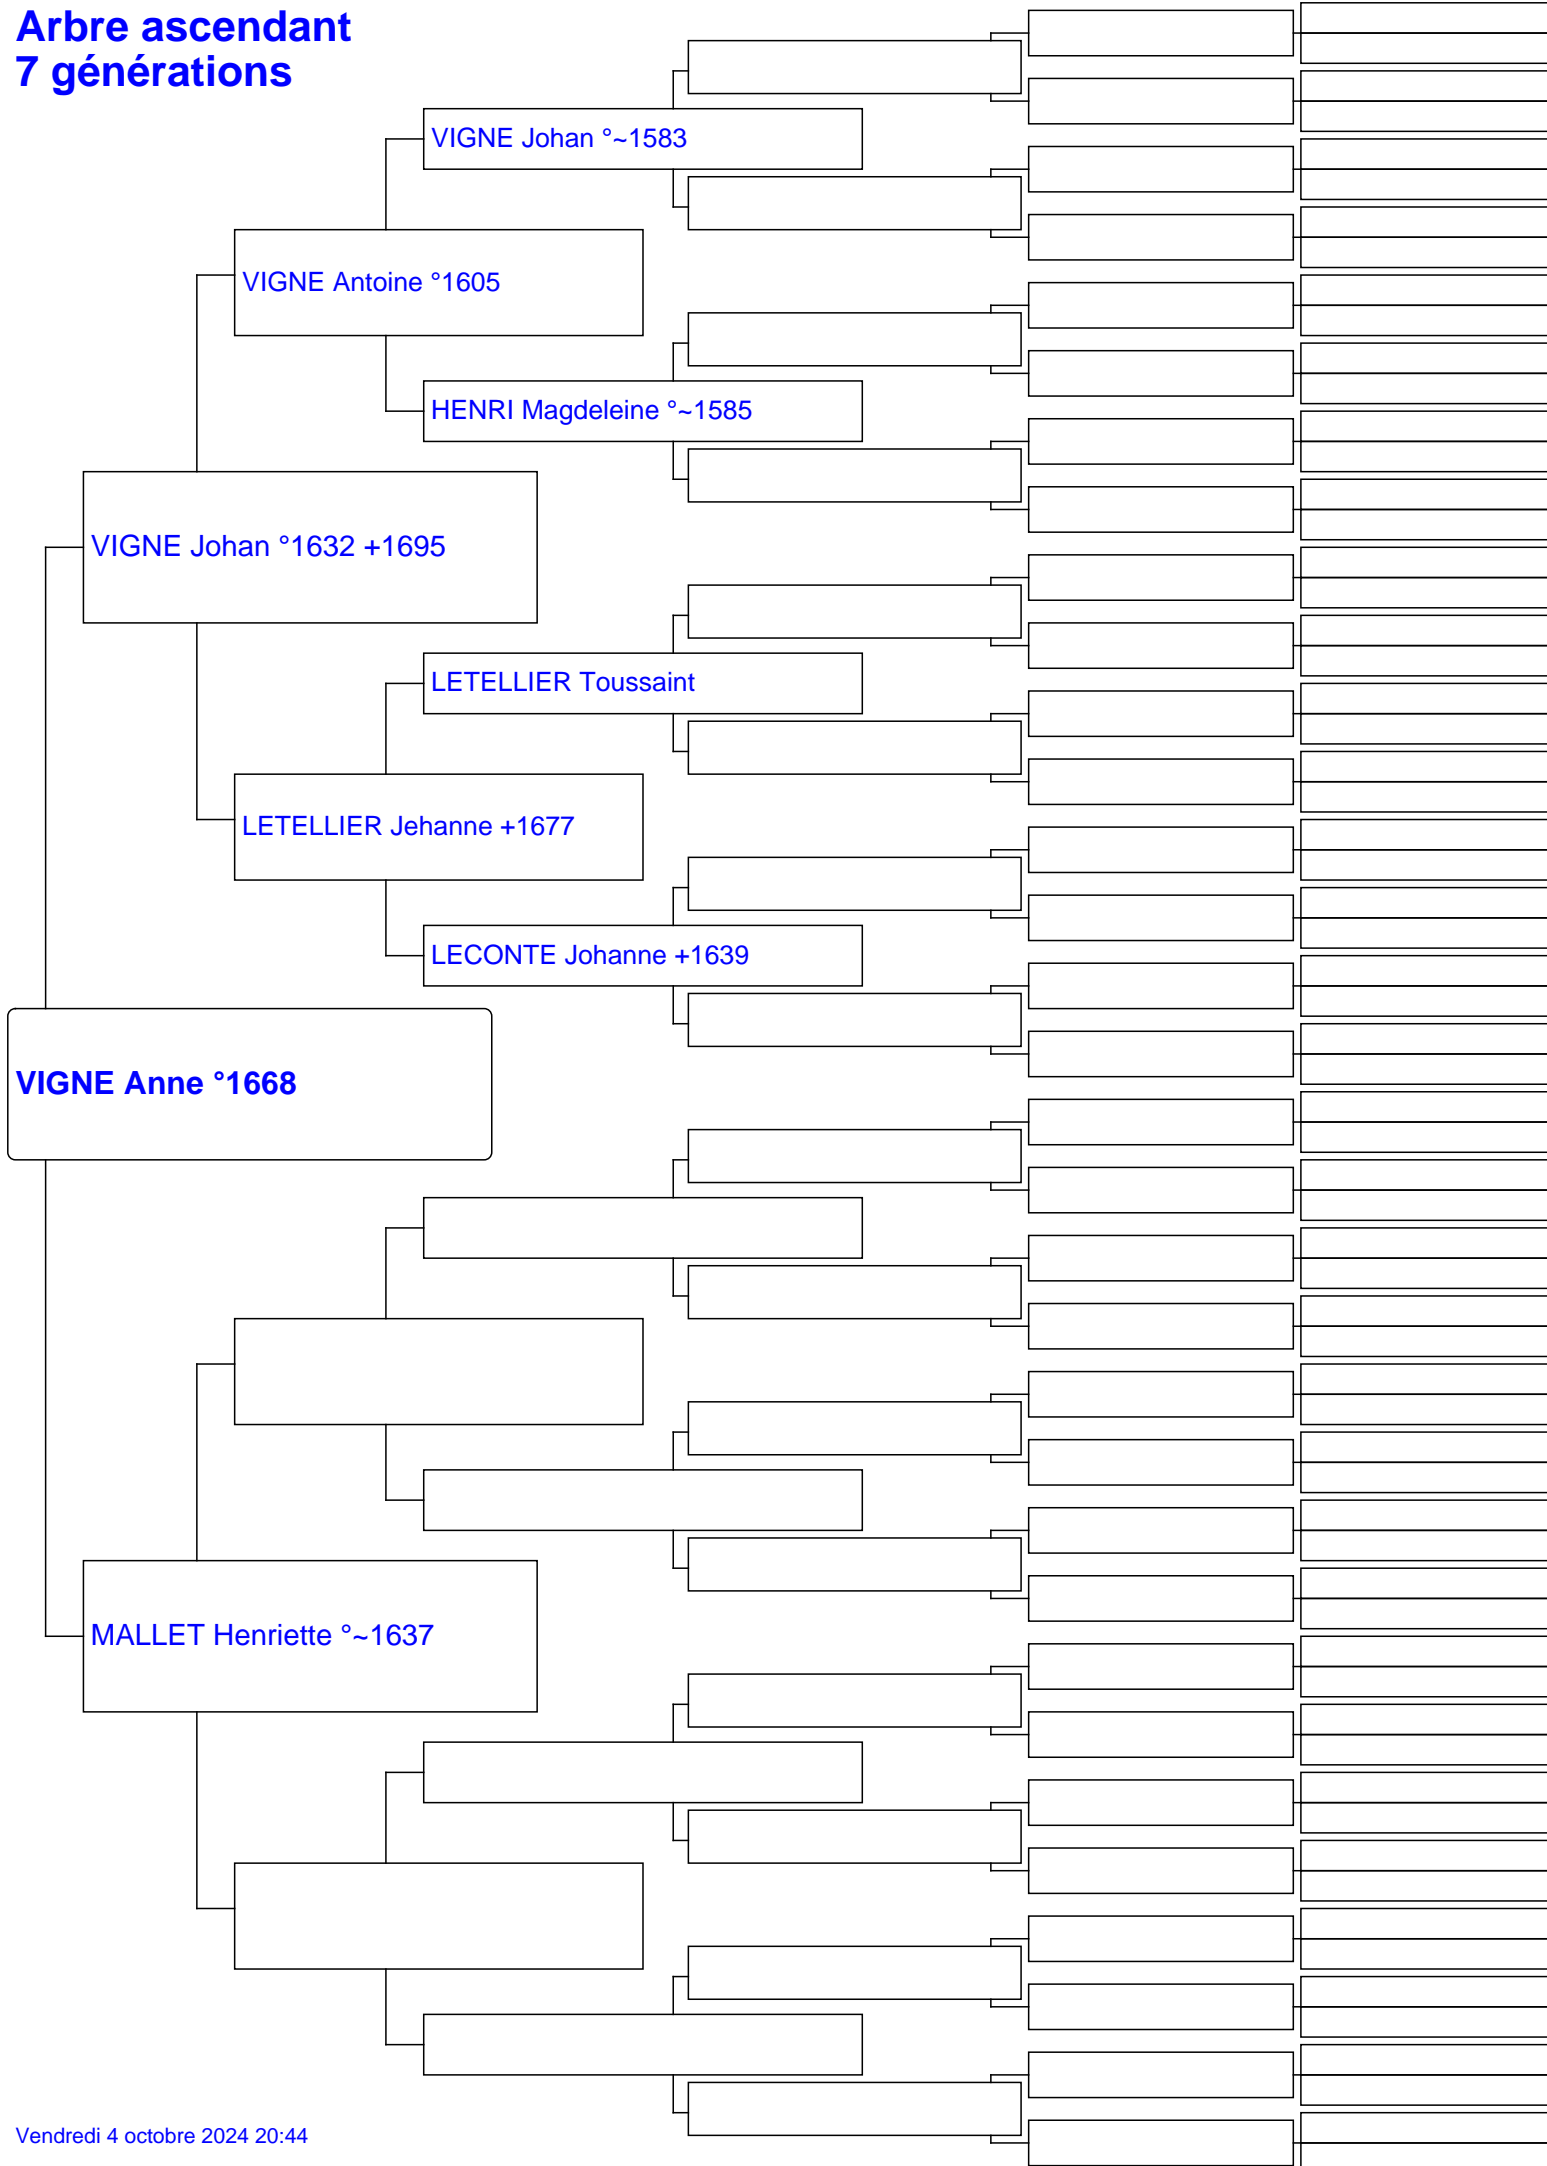 Arbre ascendant
7 générations
VIGNE Johan °~1583
VIGNE Antoine °1605
HENRI Magdeleine °~1585
VIGNE Johan °1632 +1695
LETELLIER Toussaint
LETELLIER Jehanne +1677
LECONTE Johanne +1639
VIGNE Anne °1668
MALLET Henriette °~1637
Vendredi 4 octobre 2024 20:44